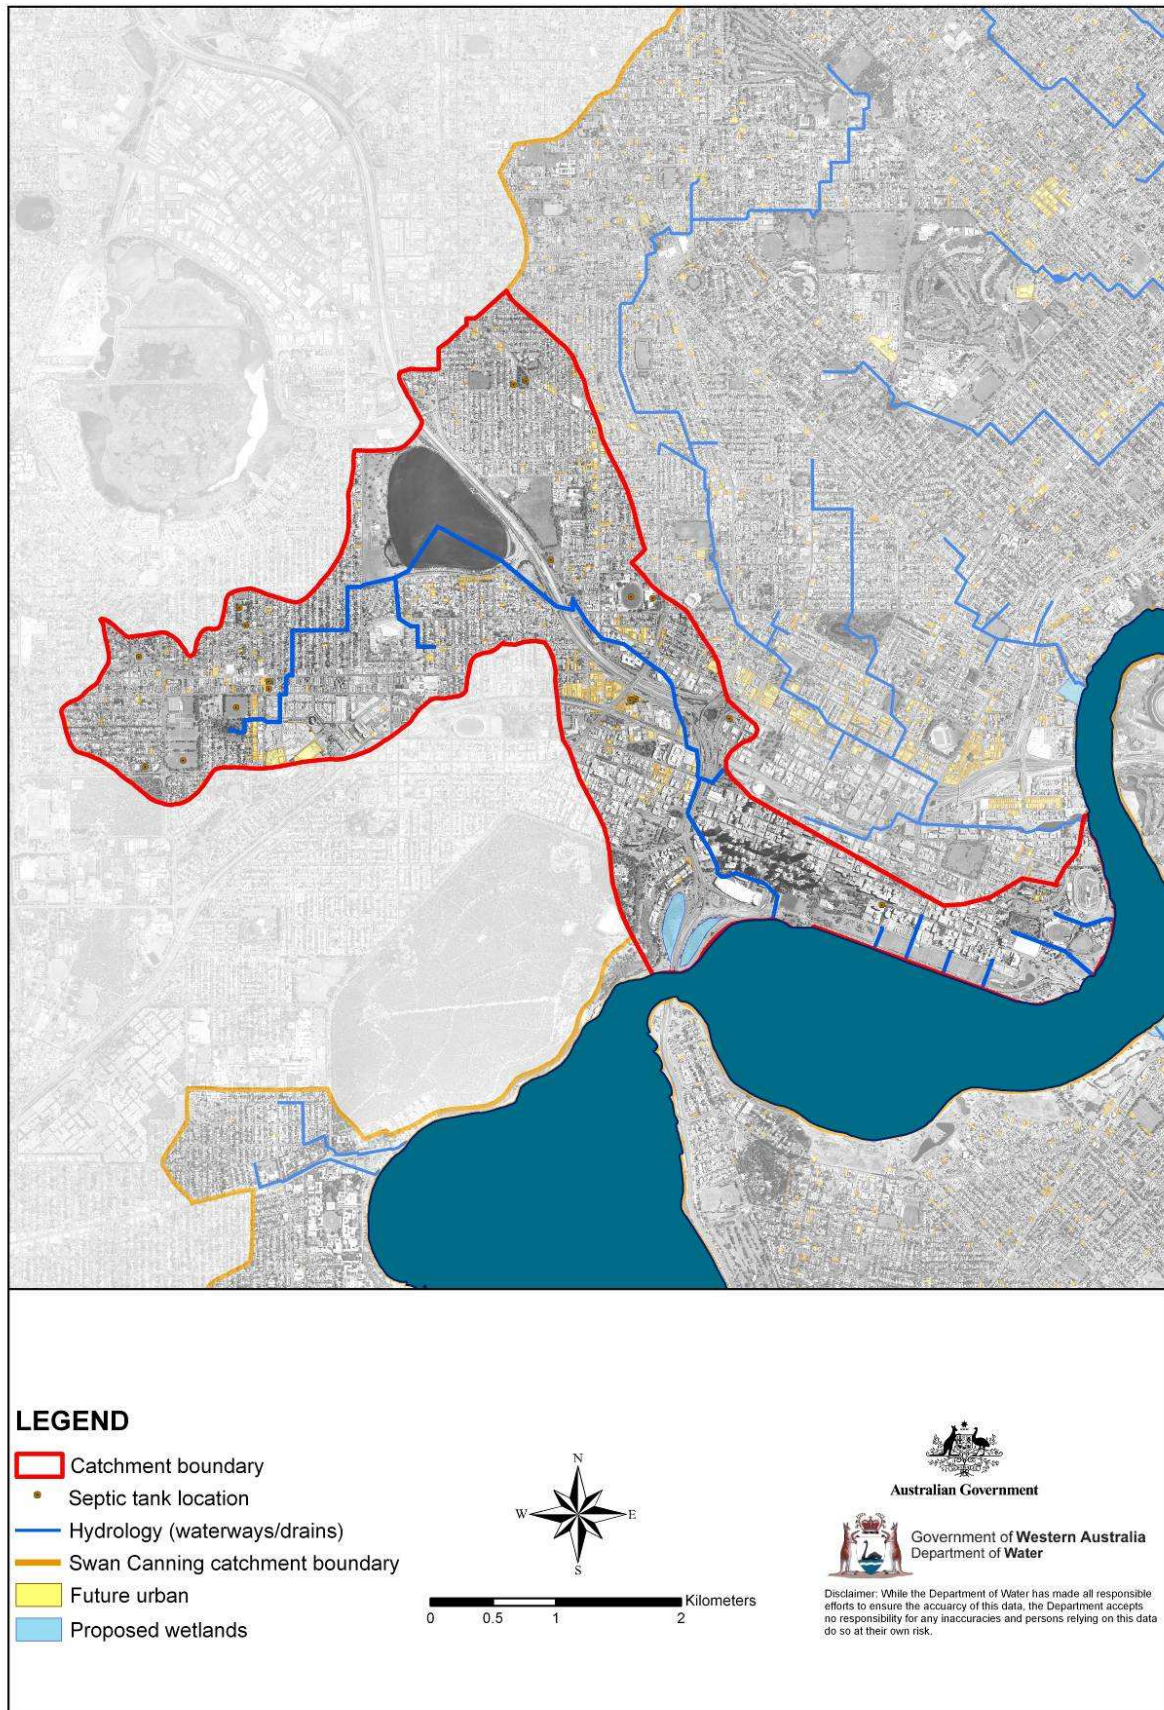 LEGEND
Catchment boundary
Septic tank location
Hydrology (waterways/drains)
Swan Canning catchment boundary
Future urban
Proposed wetlands
N
W
E
S
Kilometers
0
0.5
1
2
Australian Government
Government of Western Australia
Department of Water
Disclaimer: While the Department of Water has made all responsible
efforts to ensure the accuarcy of this data, the Department accepts
no responsibility for any inaccuracies and persons relying on this data
do so at their own risk.